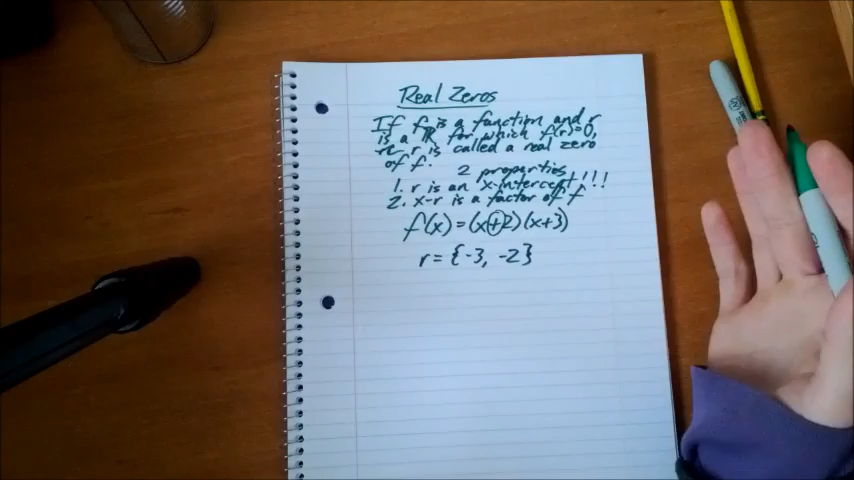 Real Zeros
If f is a function and r
is a ℝ for which f(r)=0,
r is called a real zero
of f.
2 properties
1. r is an x-intercept!!!
2. x-r is a factor of f
f(x) = (x+2)(x+3)
r = {-3, -2}